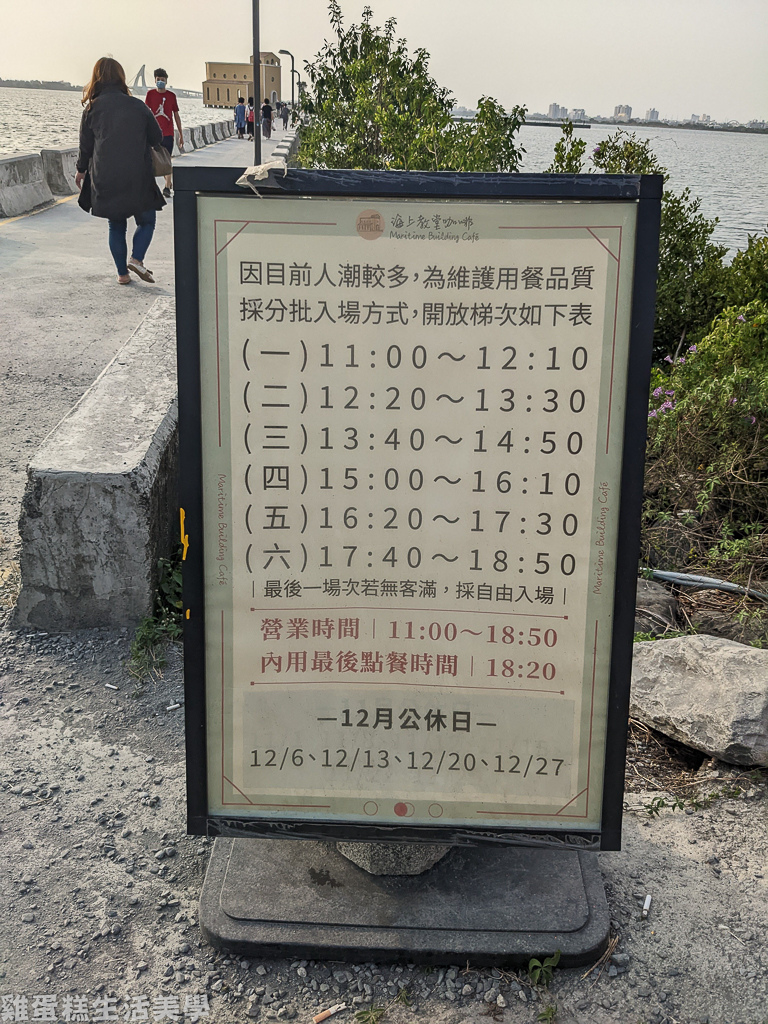 海上教堂咖啡
Maritime Building Café
因目前人潮較多，為維護用餐品質
採分批入場方式，開放梯次如下表
(一)11:00～12:10
(二)12:20～13:30
(三)13:40～14:50
(四)15:00～16:10
(五)16:20～17:30
(六)17:40～18:50
｜最後一場次若無客滿，採自由入場｜
營業時間｜11:00～18:50
內用最後點餐時間｜18:20
—12月公休日—
12/6、12/13、12/20、12/27
Maritime Building Café
Maritime Building Café
雞蛋糕生活美學